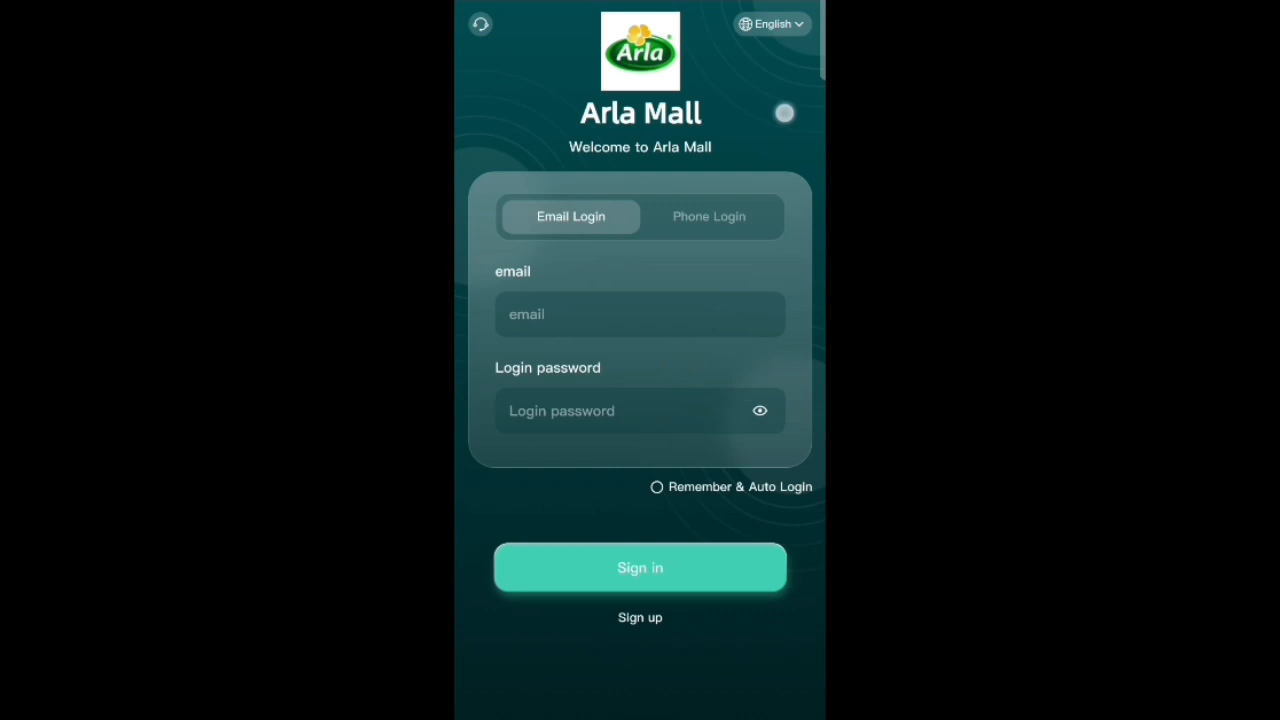 English
Arla
Arla Mall
Welcome to Arla Mall
Email Login
Phone Login
email
email
Login password
Login password
Remember & Auto Login
Sign in
Sign up